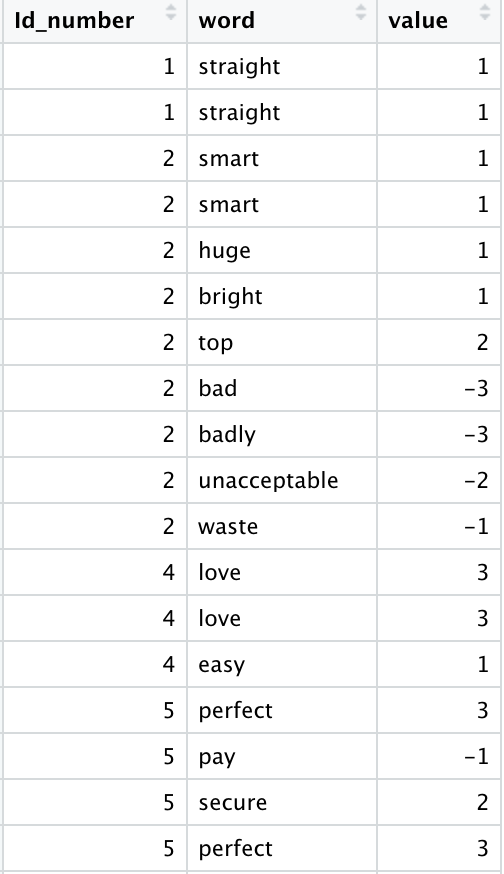 Id_number word value
1 straight 1
1 straight 1
2 smart 1
2 smart 1
2 huge 1
2 bright 1
2 top 2
2 bad −3
2 badly −3
2 unacceptable −2
2 waste −1
4 love 3
4 love 3
4 easy 1
5 perfect 3
5 pay −1
5 secure 2
5 perfect 3